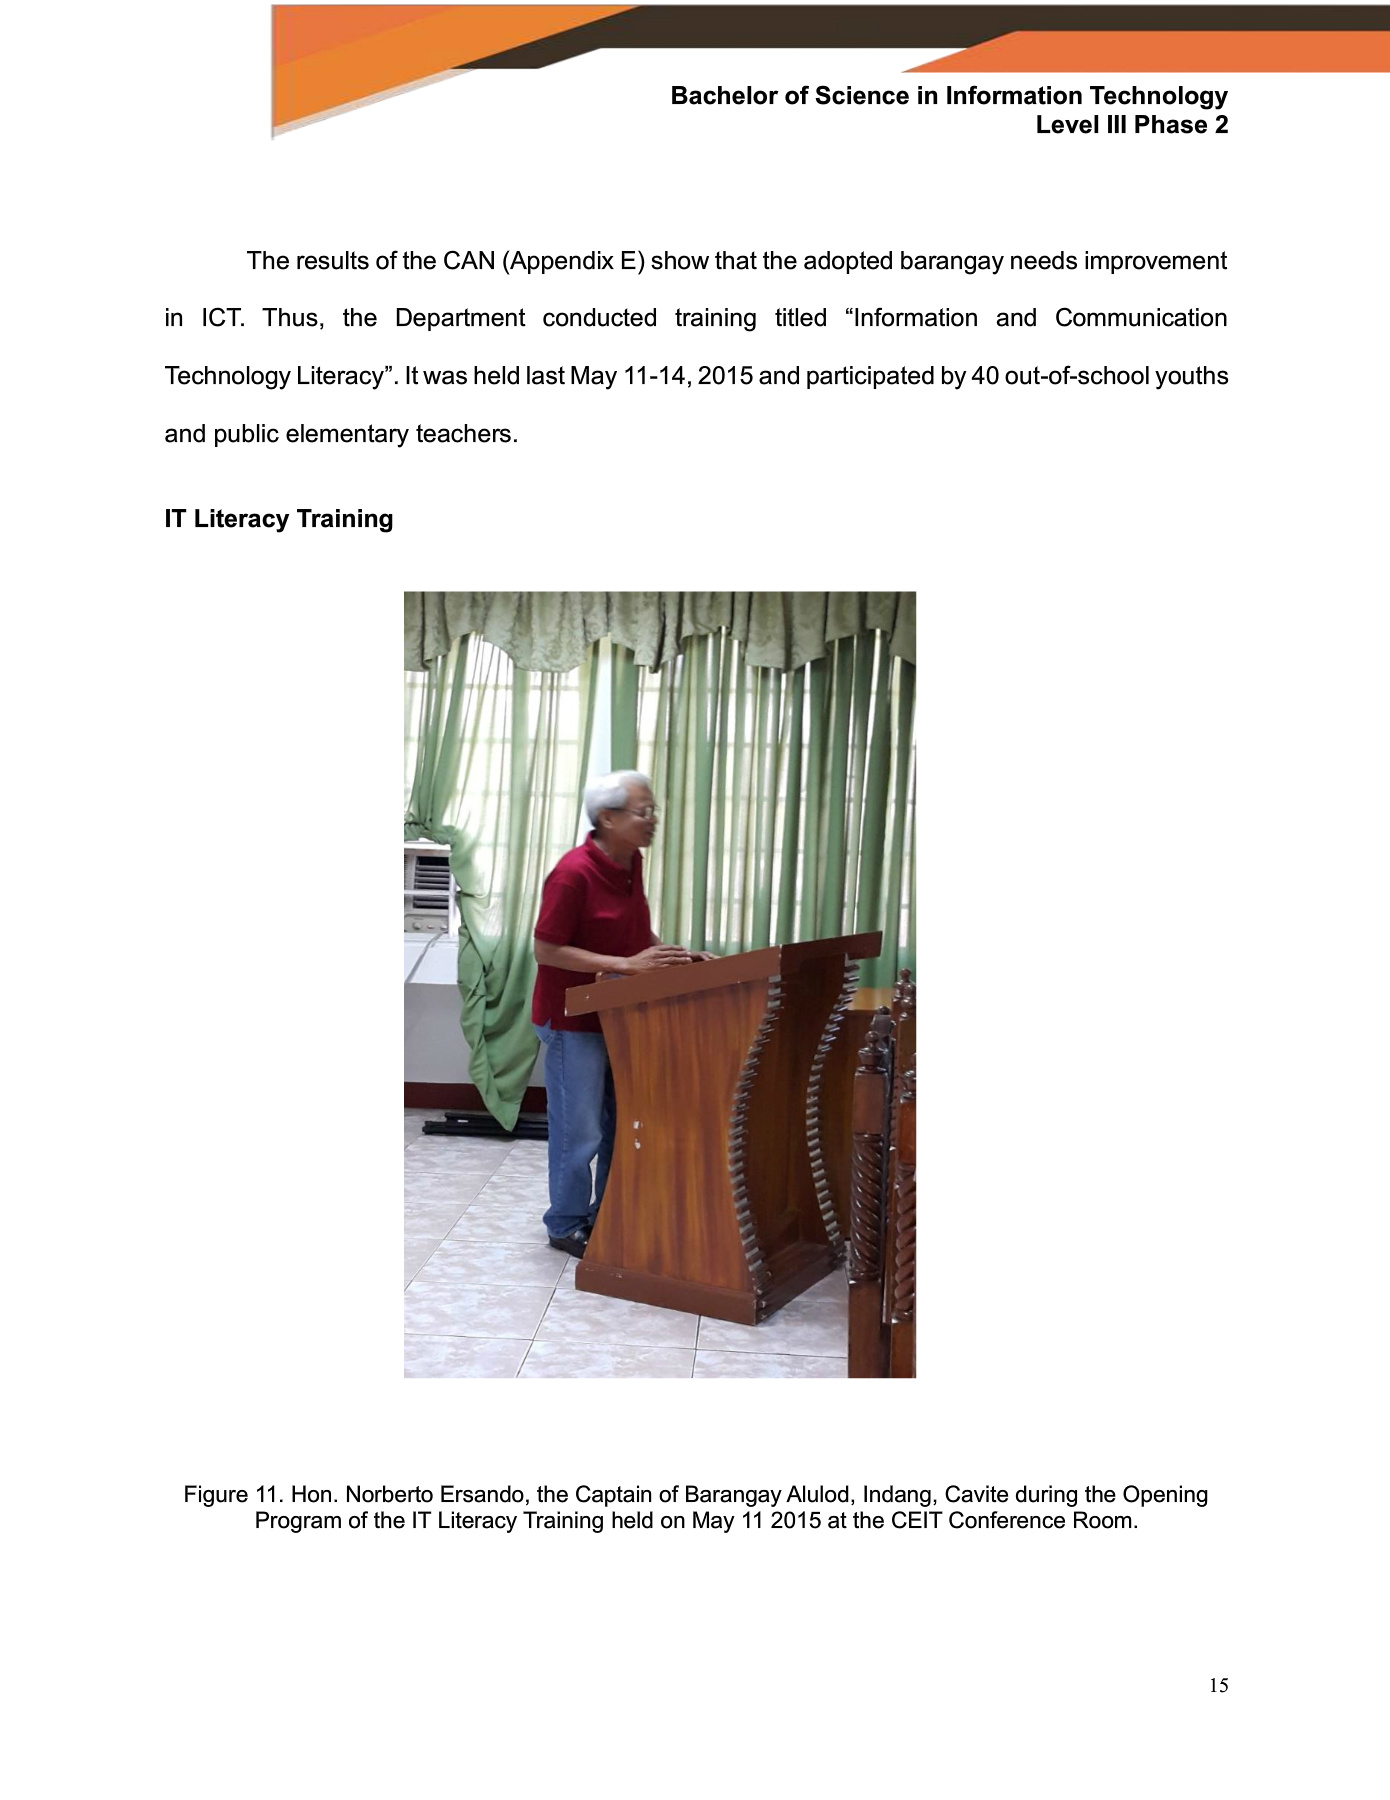 Bachelor of Science in Information Technology
Level III Phase 2
The results of the CAN (Appendix E) show that the adopted barangay needs improvement
in ICT. Thus, the Department conducted training titled “Information and Communication
Technology Literacy”. It was held last May 11-14, 2015 and participated by 40 out-of-school youths
and public elementary teachers.
IT Literacy Training
Figure 11. Hon. Norberto Ersando, the Captain of Barangay Alulod, Indang, Cavite during the Opening
Program of the IT Literacy Training held on May 11 2015 at the CEIT Conference Room.
15